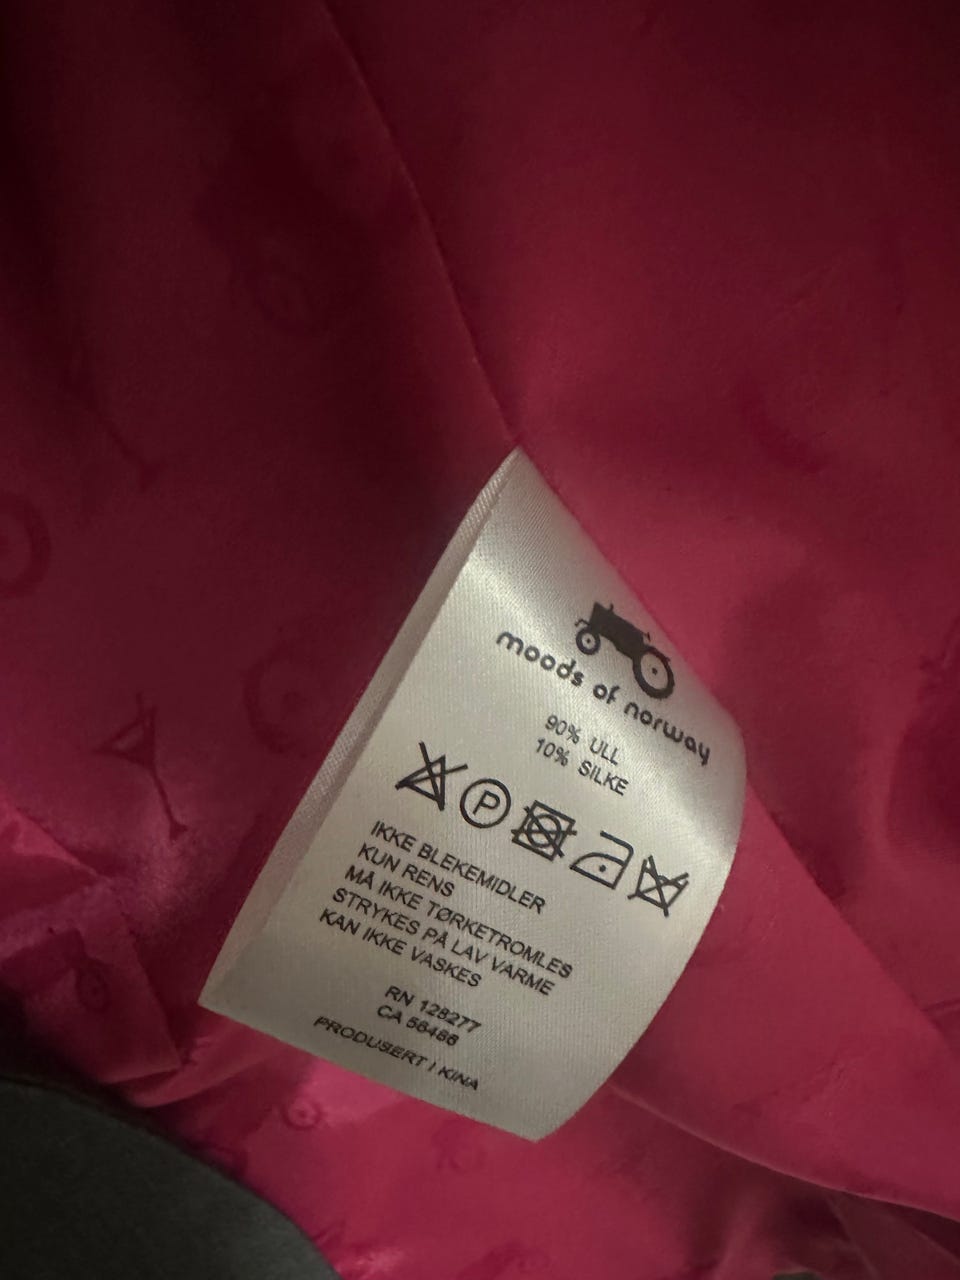 moods of norway
90% ULL
10% SILKE
P
IKKE BLEKEMIDLER
KUN RENS
MÅ IKKE TØRKETROMLES
STRYKES PÅ LAV VARME
KAN IKKE VASKES
RN 128277
CA 56466
PRODUSERT I KINA